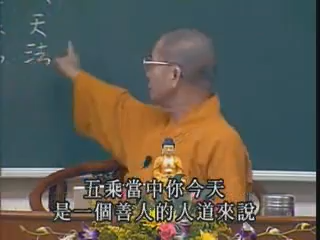 天
法
五乘當中你今天
是一個善人的人道來說